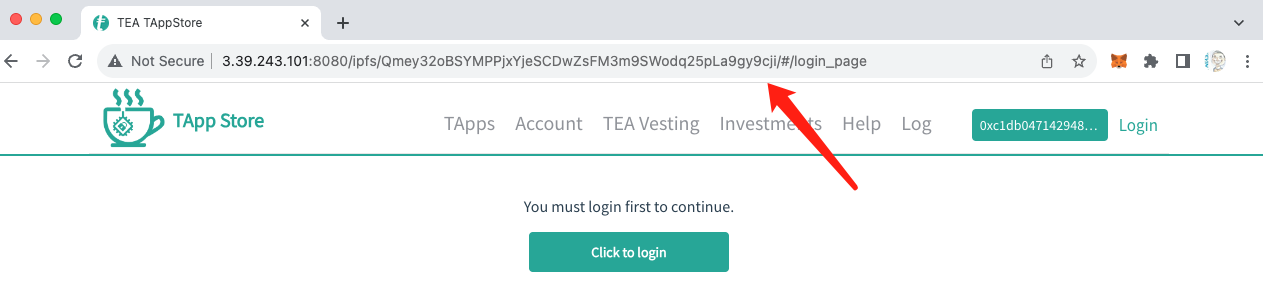 TEA TAppStore
Not Secure 3.39.243.101:8080/ipfs/Qmey32oBSYMPPjxYjeSCDwZsFM3m9SWodq25pLa9gy9cji/#/login_page
TApp Store TApps Account TEA Vesting Investments Help Log 0xc1db047142948... Login
You must login first to continue.
Click to login